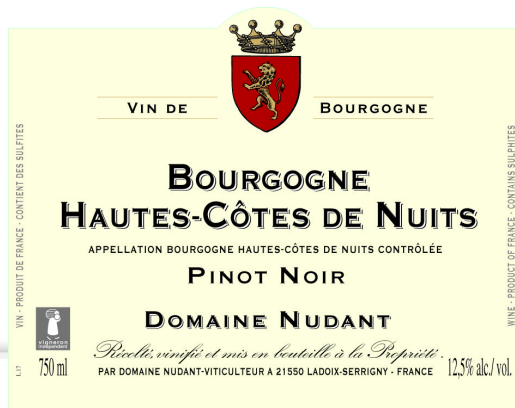 VIN DE BOURGOGNE
BOURGOGNE
HAUTES-CÔTES DE NUITS
APPELLATION BOURGOGNE HAUTES-CÔTES DE NUITS CONTRÔLÉE
PINOT NOIR
DOMAINE NUDANT
Récolté, vinifié et mis en bouteille à la Propriété.
PAR DOMAINE NUDANT-VITICULTEUR A 21550 LADOIX-SERRIGNY - FRANCE
750 ml
12,5% alc./ vol.
L.17
vigneron
indépendant
VIN - PRODUIT DE FRANCE - CONTIENT DES SULFITES
WINE - PRODUCT OF FRANCE - CONTAINS SULPHITES